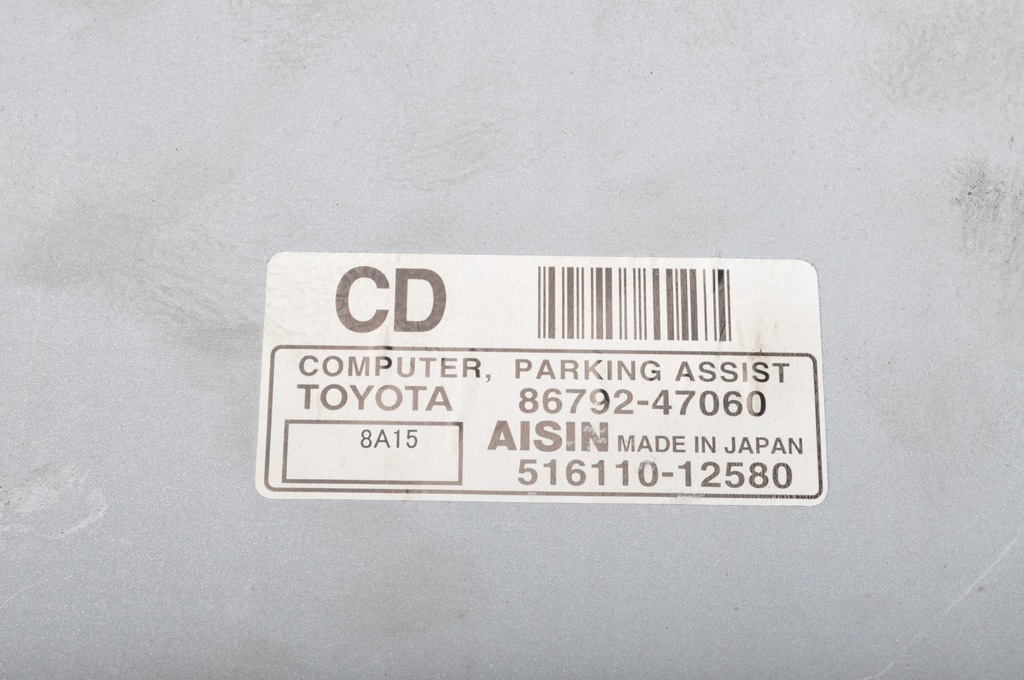 CD
COMPUTER, PARKING ASSIST
TOYOTA 86792-47060
8A15 AISIN MADE IN JAPAN
516110-12580